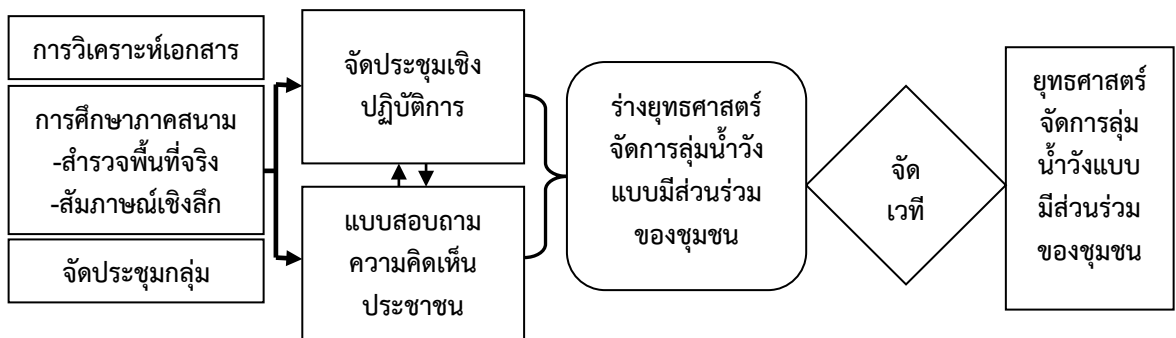 การวิเคราะห์เอกสาร
การศึกษาภาคสนาม
-สำรวจพื้นที่จริง
-สัมภาษณ์เชิงลึก
จัดประชุมกลุ่ม
จัดประชุมเชิง
ปฏิบัติการ
แบบสอบถาม
ความคิดเห็น
ประชาชน
ร่างยุทธศาสตร์
จัดการลุ่มน้ำวัง
แบบมีส่วนร่วม
ของชุมชน
จัด
เวที
ยุทธศาสตร์
จัดการลุ่ม
น้ำวังแบบ
มีส่วนร่วม
ของชุมชน